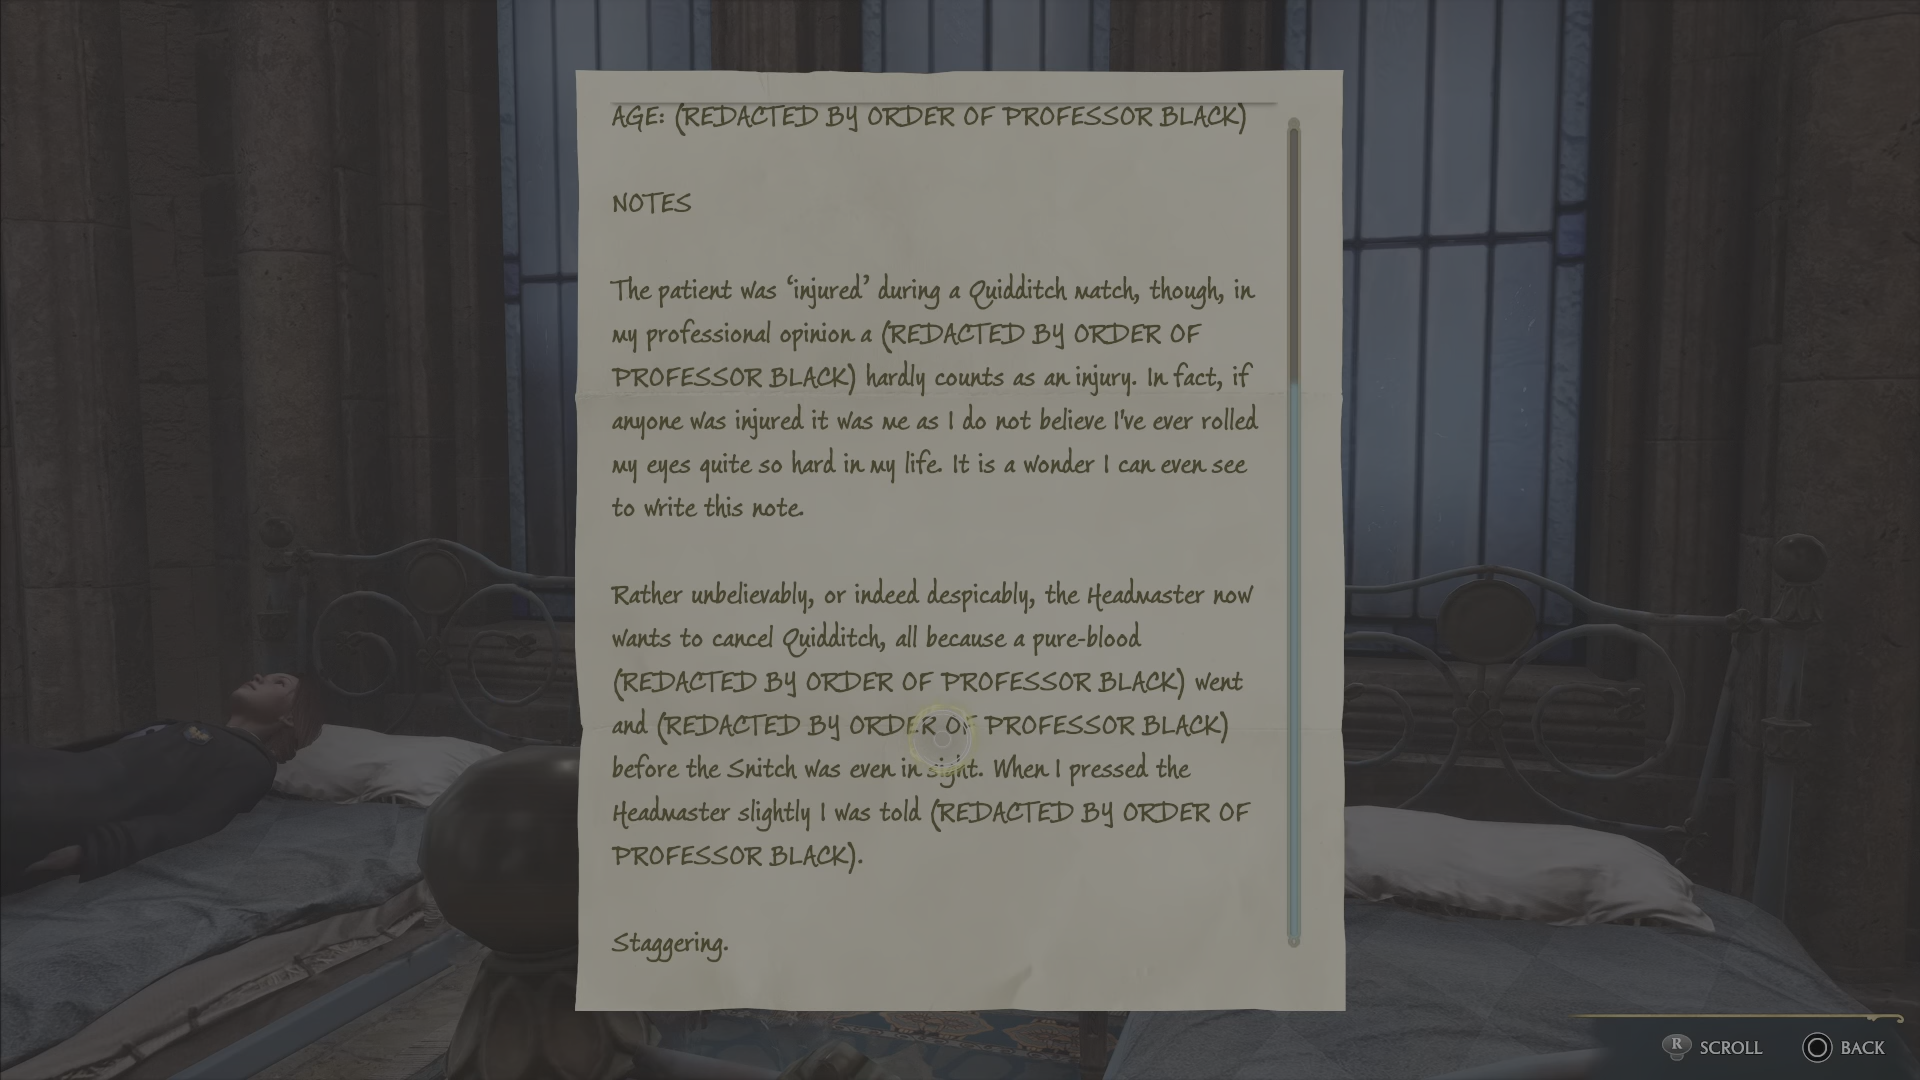 AGE: (REDACTED BY ORDER OF PROFESSOR BLACK)
NOTES
The patient was ‘injured’ during a Quidditch match, though, in
my professional opinion a (REDACTED BY ORDER OF
PROFESSOR BLACK) hardly counts as an injury. In fact, if
anyone was injured it was me as I do not believe I've ever rolled
my eyes quite so hard in my life. It is a wonder I can even see
to write this note.
Rather unbelievably, or indeed despicably, the Headmaster now
wants to cancel Quidditch, all because a pure-blood
(REDACTED BY ORDER OF PROFESSOR BLACK) went
and (REDACTED BY ORDER OF PROFESSOR BLACK)
before the Snitch was even in sight. When I pressed the
Headmaster slightly I was told (REDACTED BY ORDER OF
PROFESSOR BLACK).
Staggering.
R SCROLL
BACK